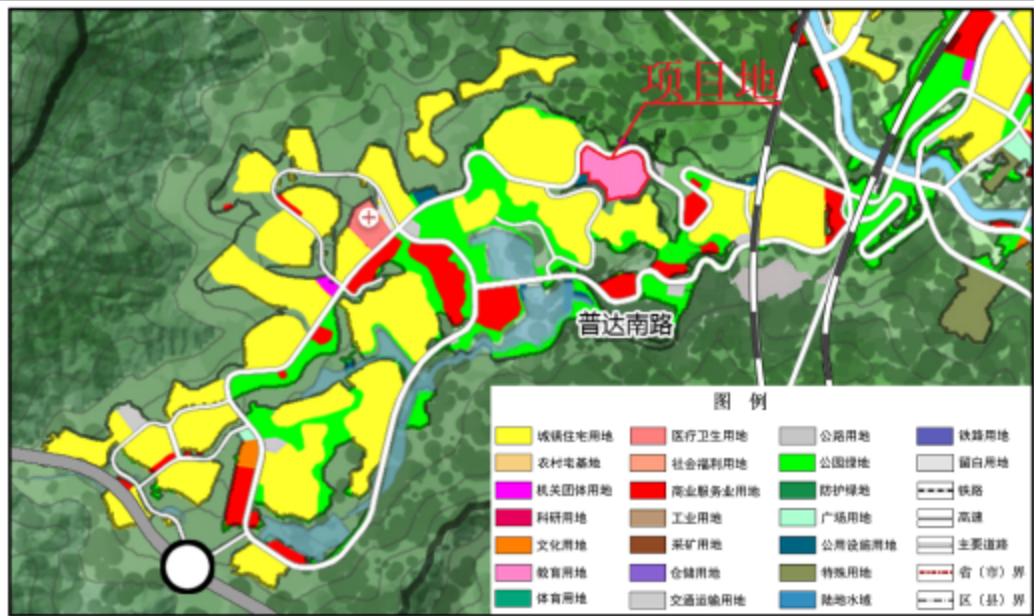 项目地
普达南路
图 例
城镇住宅用地 医疗卫生用地 公路用地 铁路用地
农村宅基地 社会福利用地 公园绿地 留白用地
机关团体用地 商业服务业用地 防护绿地 铁路
科研用地 工业用地 广场用地 高速
文化用地 采矿用地 公用设施用地 主要道路
教育用地 仓储用地 特殊用地 省（市）界
体育用地 交通运输用地 陆地水域 区（县）界